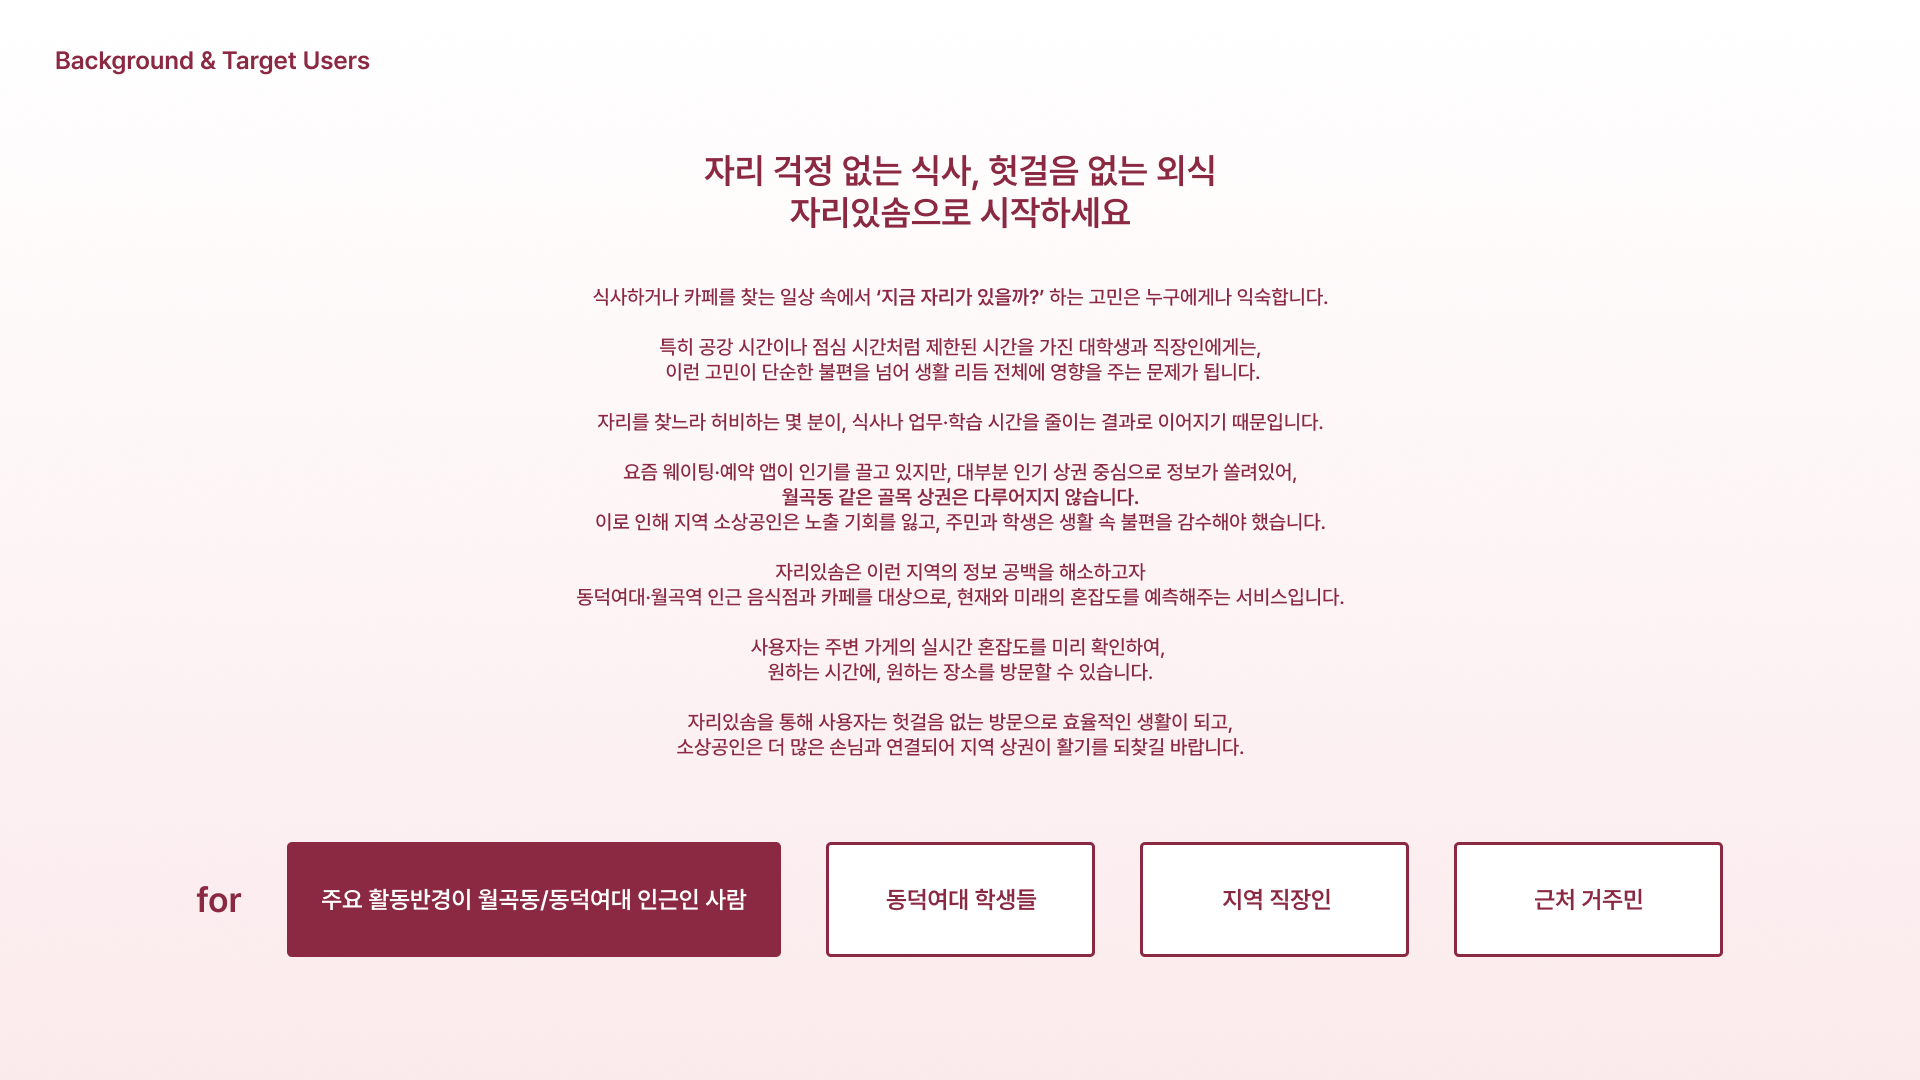 Background & Target Users
자리 걱정 없는 식사, 헛걸음 없는 외식
자리있솜으로 시작하세요
식사하거나 카페를 찾는 일상 속에서 ‘지금 자리가 있을까?’ 하는 고민은 누구에게나 익숙합니다.
특히 공강 시간이나 점심 시간처럼 제한된 시간을 가진 대학생과 직장인에게는,
이런 고민이 단순한 불편을 넘어 생활 리듬 전체에 영향을 주는 문제가 됩니다.
자리를 찾느라 허비하는 몇 분이, 식사나 업무·학습 시간을 줄이는 결과로 이어지기 때문입니다.
요즘 웨이팅·예약 앱이 인기를 끌고 있지만, 대부분 인기 상권 중심으로 정보가 쏠려있어,
월곡동 같은 골목 상권은 다루어지지 않습니다.
이로 인해 지역 소상공인은 노출 기회를 잃고, 주민과 학생은 생활 속 불편을 감수해야 했습니다.
자리있솜은 이런 지역의 정보 공백을 해소하고자
동덕여대·월곡역 인근 음식점과 카페를 대상으로, 현재와 미래의 혼잡도를 예측해주는 서비스입니다.
사용자는 주변 가게의 실시간 혼잡도를 미리 확인하여,
원하는 시간에, 원하는 장소를 방문할 수 있습니다.
자리있솜을 통해 사용자는 헛걸음 없는 방문으로 효율적인 생활이 되고,
소상공인은 더 많은 손님과 연결되어 지역 상권이 활기를 되찾길 바랍니다.
for
주요 활동반경이 월곡동/동덕여대 인근인 사람
동덕여대 학생들
지역 직장인
근처 거주민